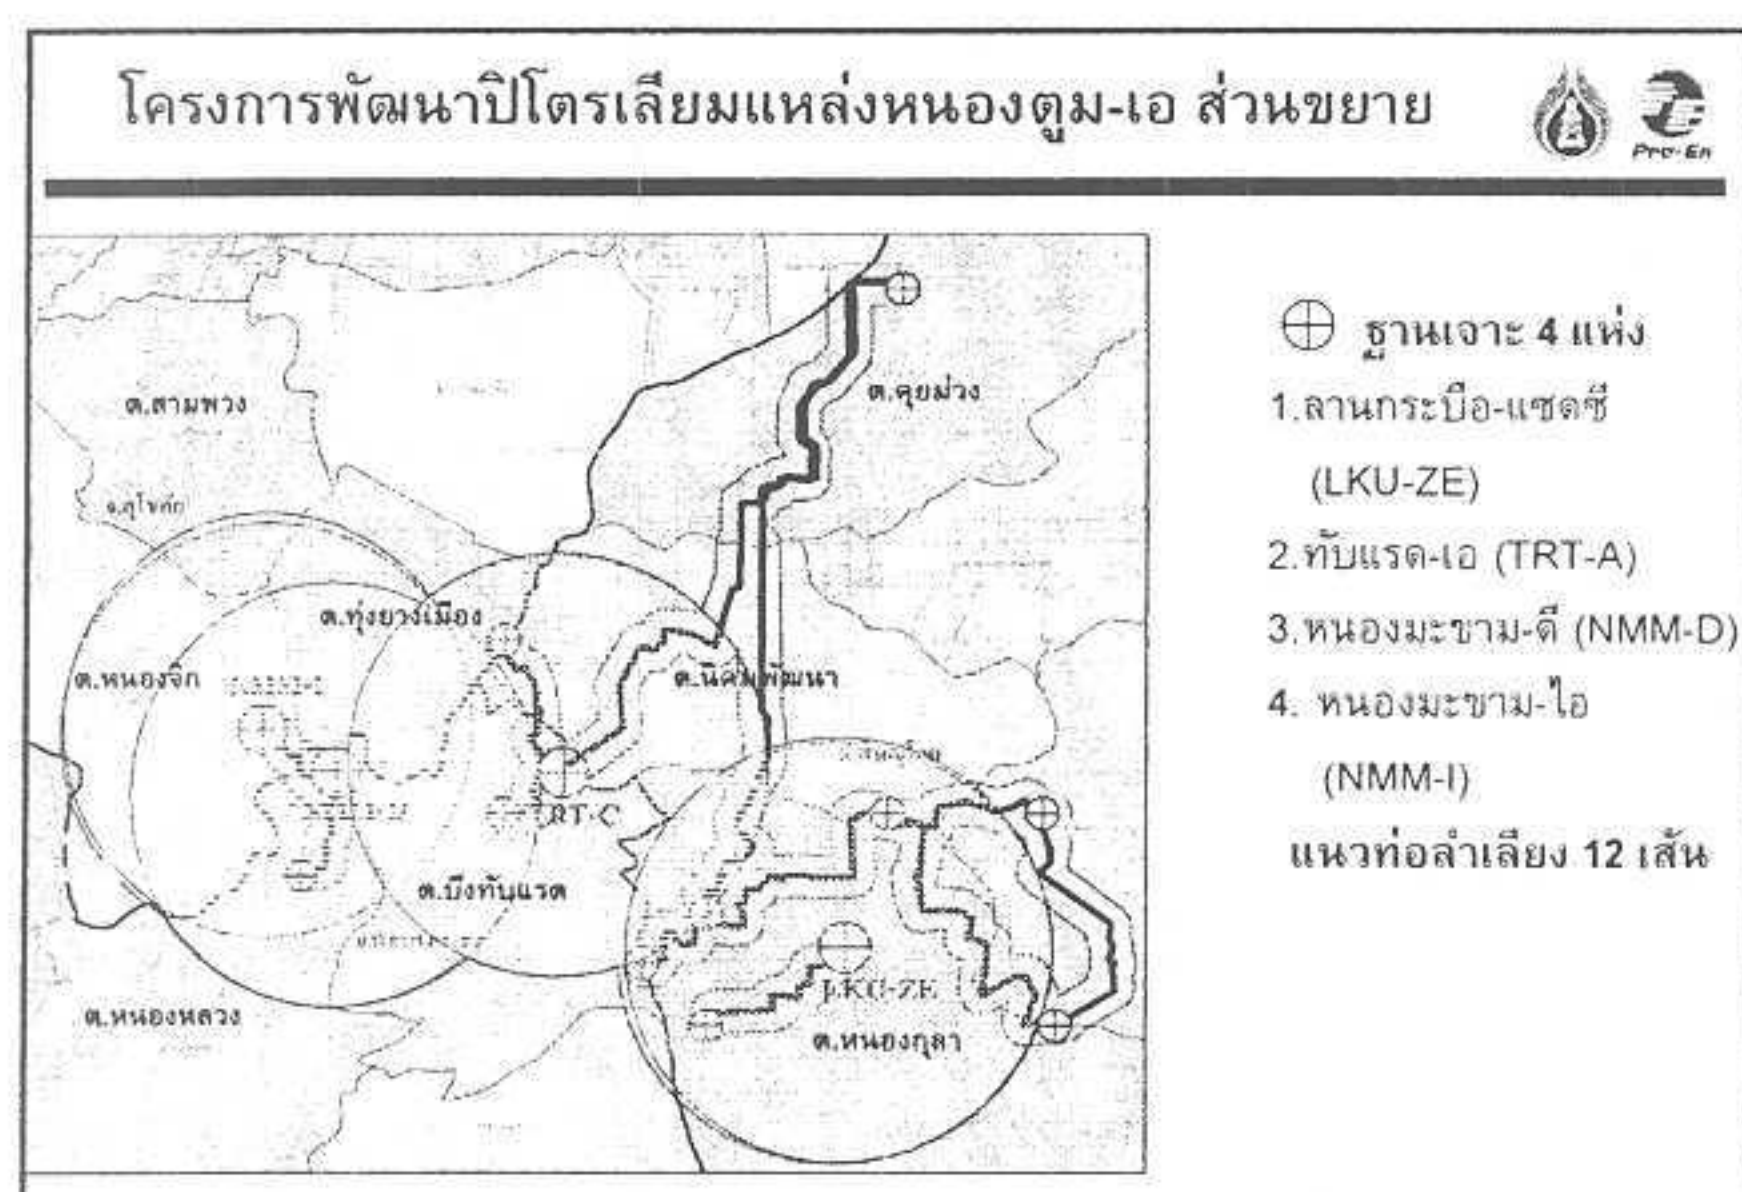 โครงการพัฒนาปิโตรเลียมแหล่งหนองตูม-เอ ส่วนขยาย
Pro-En
ต.คุยม่วง
ต.สามพวง
จ.สุโขทัย
ต.ทุ่งยางเมือง
ต.หนองจิก
ต.นิคมพัฒนา
RT-C
ต.บึงทับแรต
LKU-ZE
ต.หนองหลวง
ต.หนองกุลา
ฐานเจาะ 4 แห่ง
1.ลานกระบือ-แซดซี
(LKU-ZE)
2.ทับแรต-เอ (TRT-A)
3.หนองมะขาม-ดี (NMM-D)
4. หนองมะขาม-ไอ
(NMM-I)
แนวท่อลำเลียง 12 เส้น